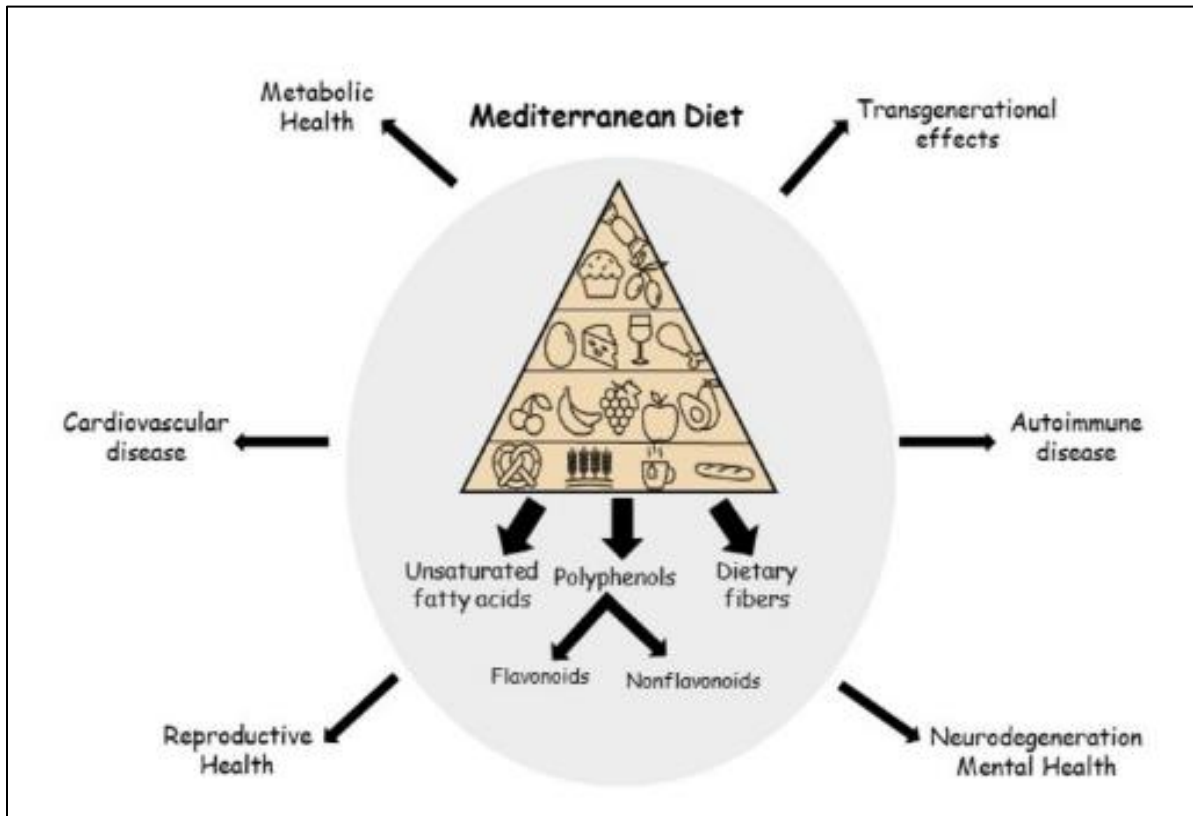 Metabolic
Health
Mediterranean Diet
Transgenerational
effects
Cardiovascular
disease
Autoimmune
disease
Unsaturated
fatty acids
Polyphenols
Dietary
fibers
Flavonoids
Nonflavonoids
Reproductive
Health
Neurodegeneration
Mental Health